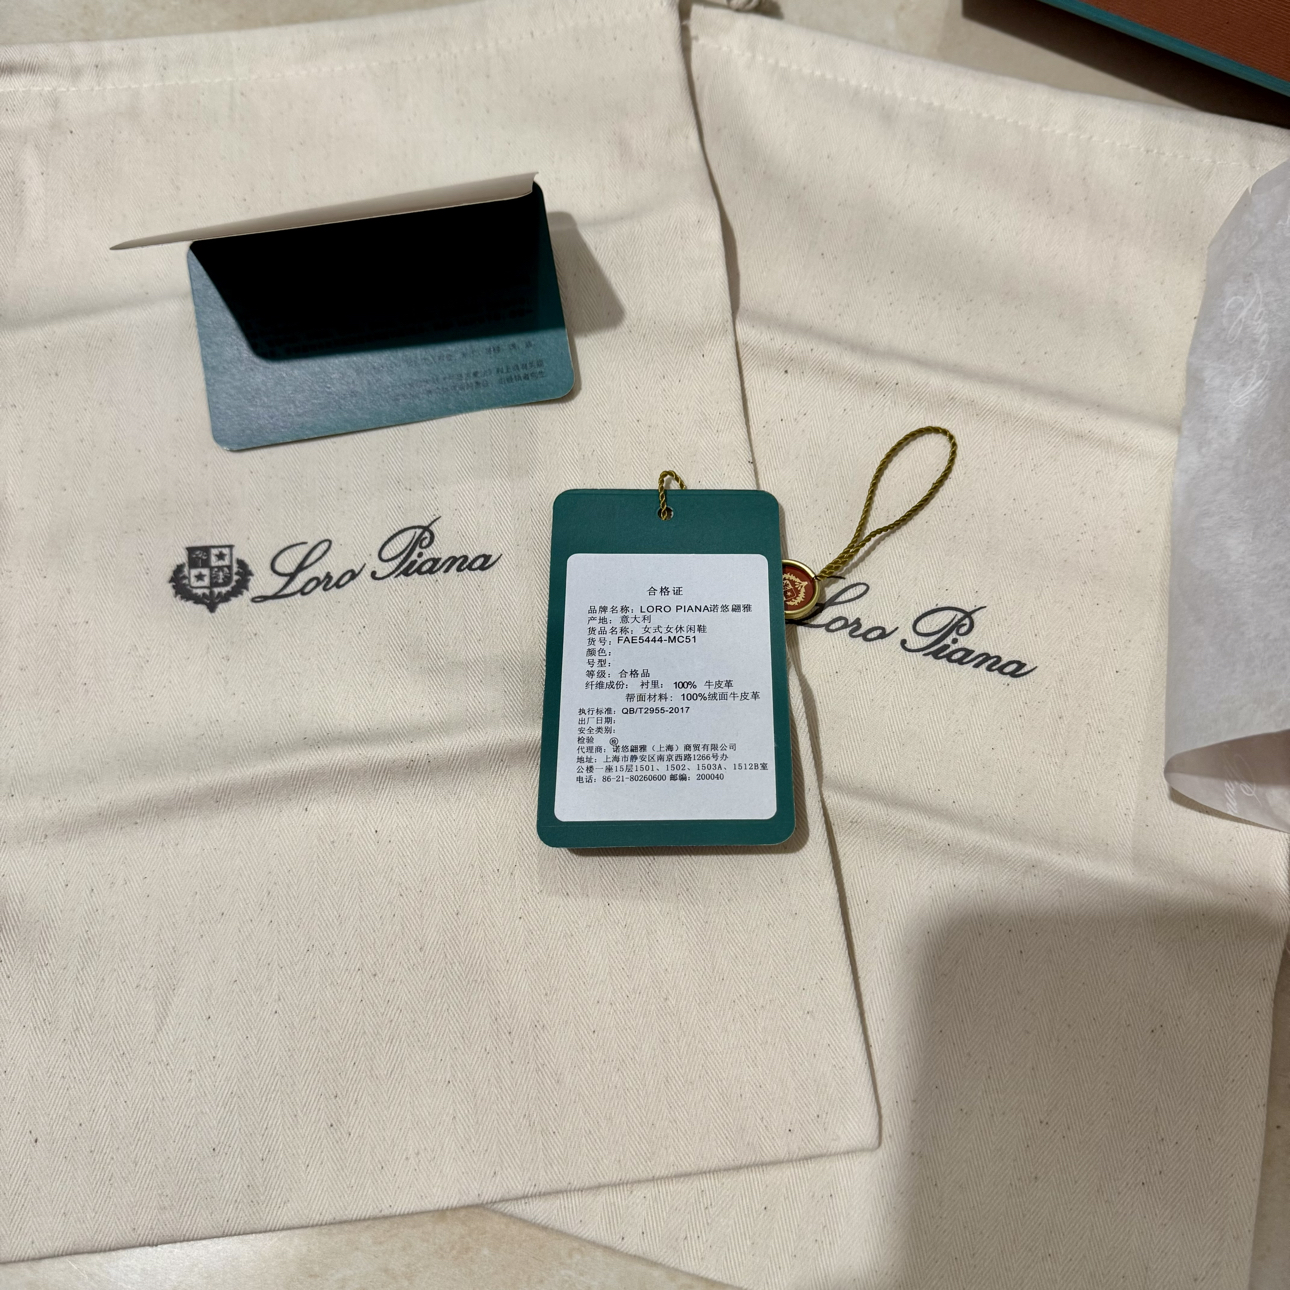 Loro Piana
Loro Piana
合格证
品牌名称：LORO PIANA诺悠翩雅
产地：意大利
货品名称：女式女休闲鞋
货号：FAE5444-MC51
颜色：
号型：
等级：合格品
纤维成份： 衬里： 100% 牛皮革
帮面材料：100%绒面牛皮革
执行标准：QB/T2955-2017
出厂日期：
安全类别：
检验 ㊓
代理商：诺悠翩雅（上海）商贸有限公司
地址：上海市静安区南京西路1266号办
公楼一座15层1501、1502、1503A、1512B室
电话：86-21-80260600 邮编：200040